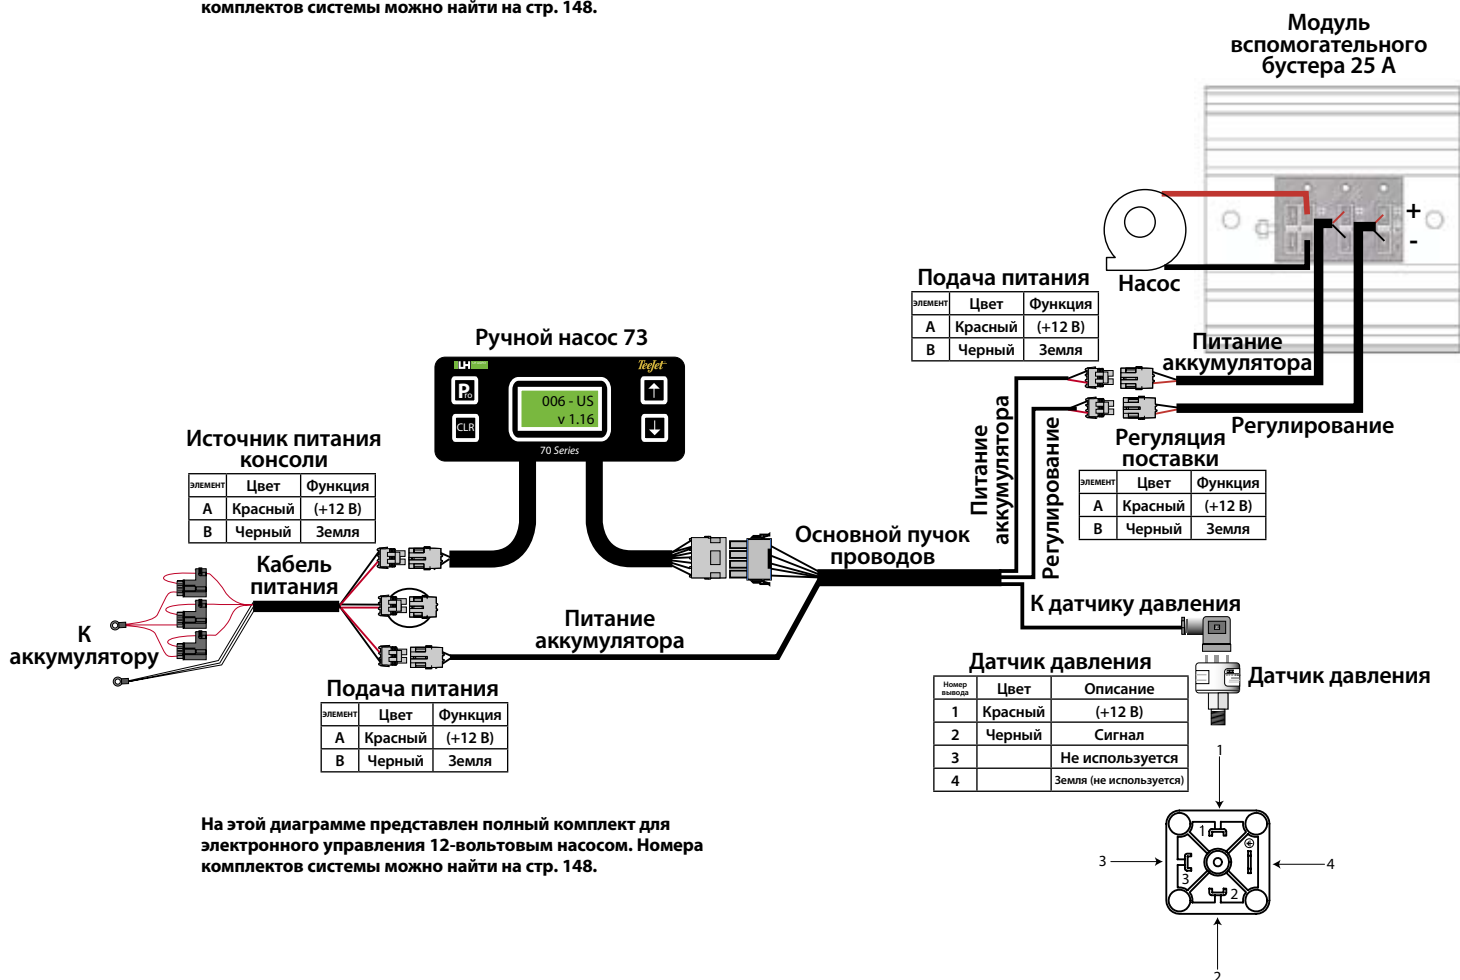 комплектов системы можно найти на стр. 148.
Модуль
вспомогательного
бустера 25 А
+
-
Насос
Подача питания
ЭЛЕМЕНТ Цвет Функция
А Красный (+12 В)
В Черный Земля
Питание
аккумулятора
Регулирование
Ручной насос 73
LH
TeeJet
Pro
CLR
006 - US
v 1.16
70 Series
Источник питания
консоли
ЭЛЕМЕНТ Цвет Функция
А Красный (+12 В)
В Черный Земля
Питание
аккумулятора
Регулирование
Регуляция
поставки
ЭЛЕМЕНТ Цвет Функция
А Красный (+12 В)
В Черный Земля
Основной пучок
проводов
Кабель
питания
К
аккумулятору
Питание
аккумулятора
К датчику давления
Подача питания
ЭЛЕМЕНТ Цвет Функция
А Красный (+12 В)
В Черный Земля
Датчик давления
Номер
вывода Цвет Описание
1 Красный (+12 В)
2 Черный Сигнал
3 Не используется
4 Земля (не используется)
Датчик давления
1
1
3
3
2
4
2
На этой диаграмме представлен полный комплект для
электронного управления 12-вольтовым насосом. Номера
комплектов системы можно найти на стр. 148.